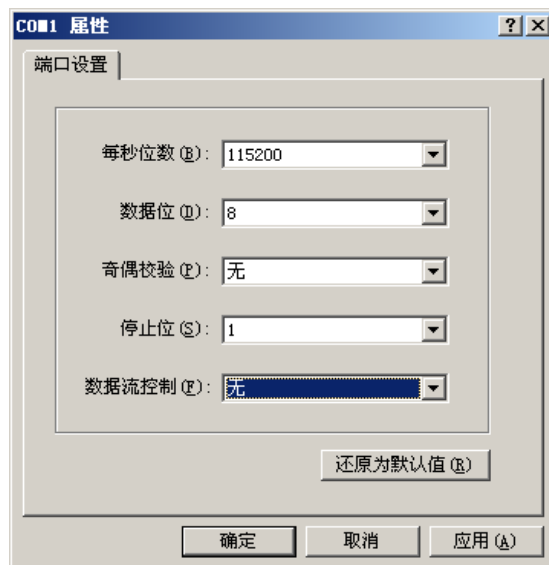 COM1 属性
端口设置
每秒位数(B): 115200
数据位(D): 8
奇偶校验(P): 无
停止位(S): 1
数据流控制(F): 无
还原为默认值(R)
确定 取消 应用(A)